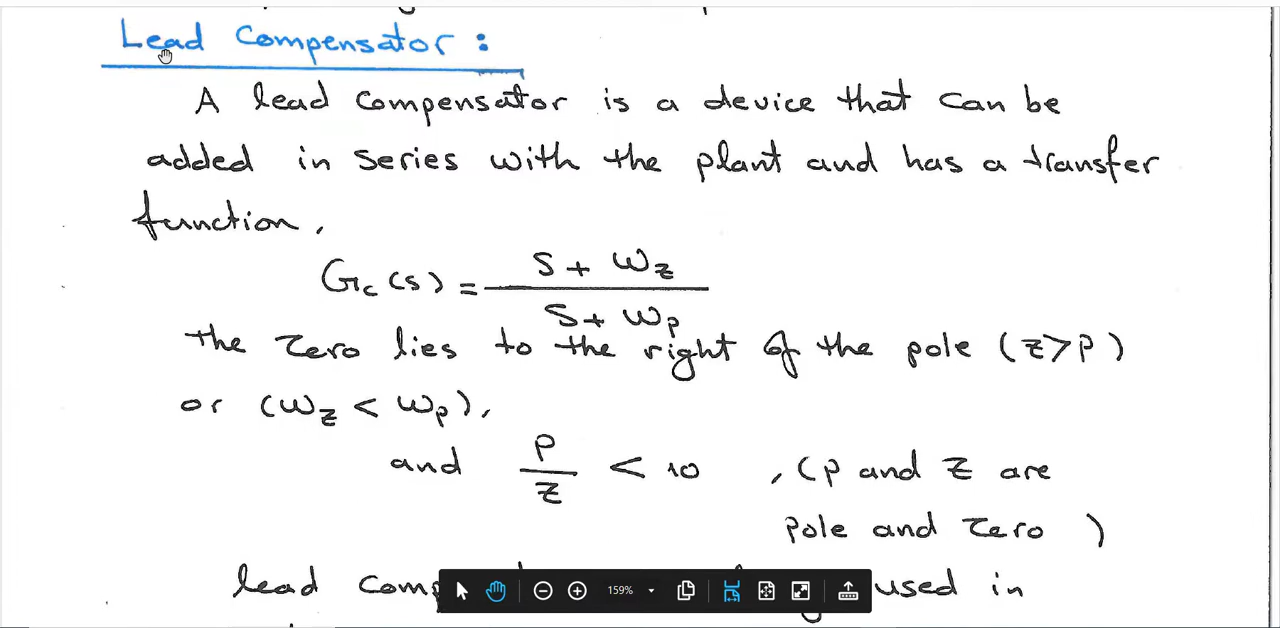 Lead Compensator :
A lead compensator is a device that can be
added in series with the plant and has a transfer
function,
Gc(s) = (s + ωz) / (s + ωp)
the zero lies to the right of the pole (z > p)
or (ωz < ωp),
and p/z < 10 , (p and z are
pole and zero )
lead used in
159%